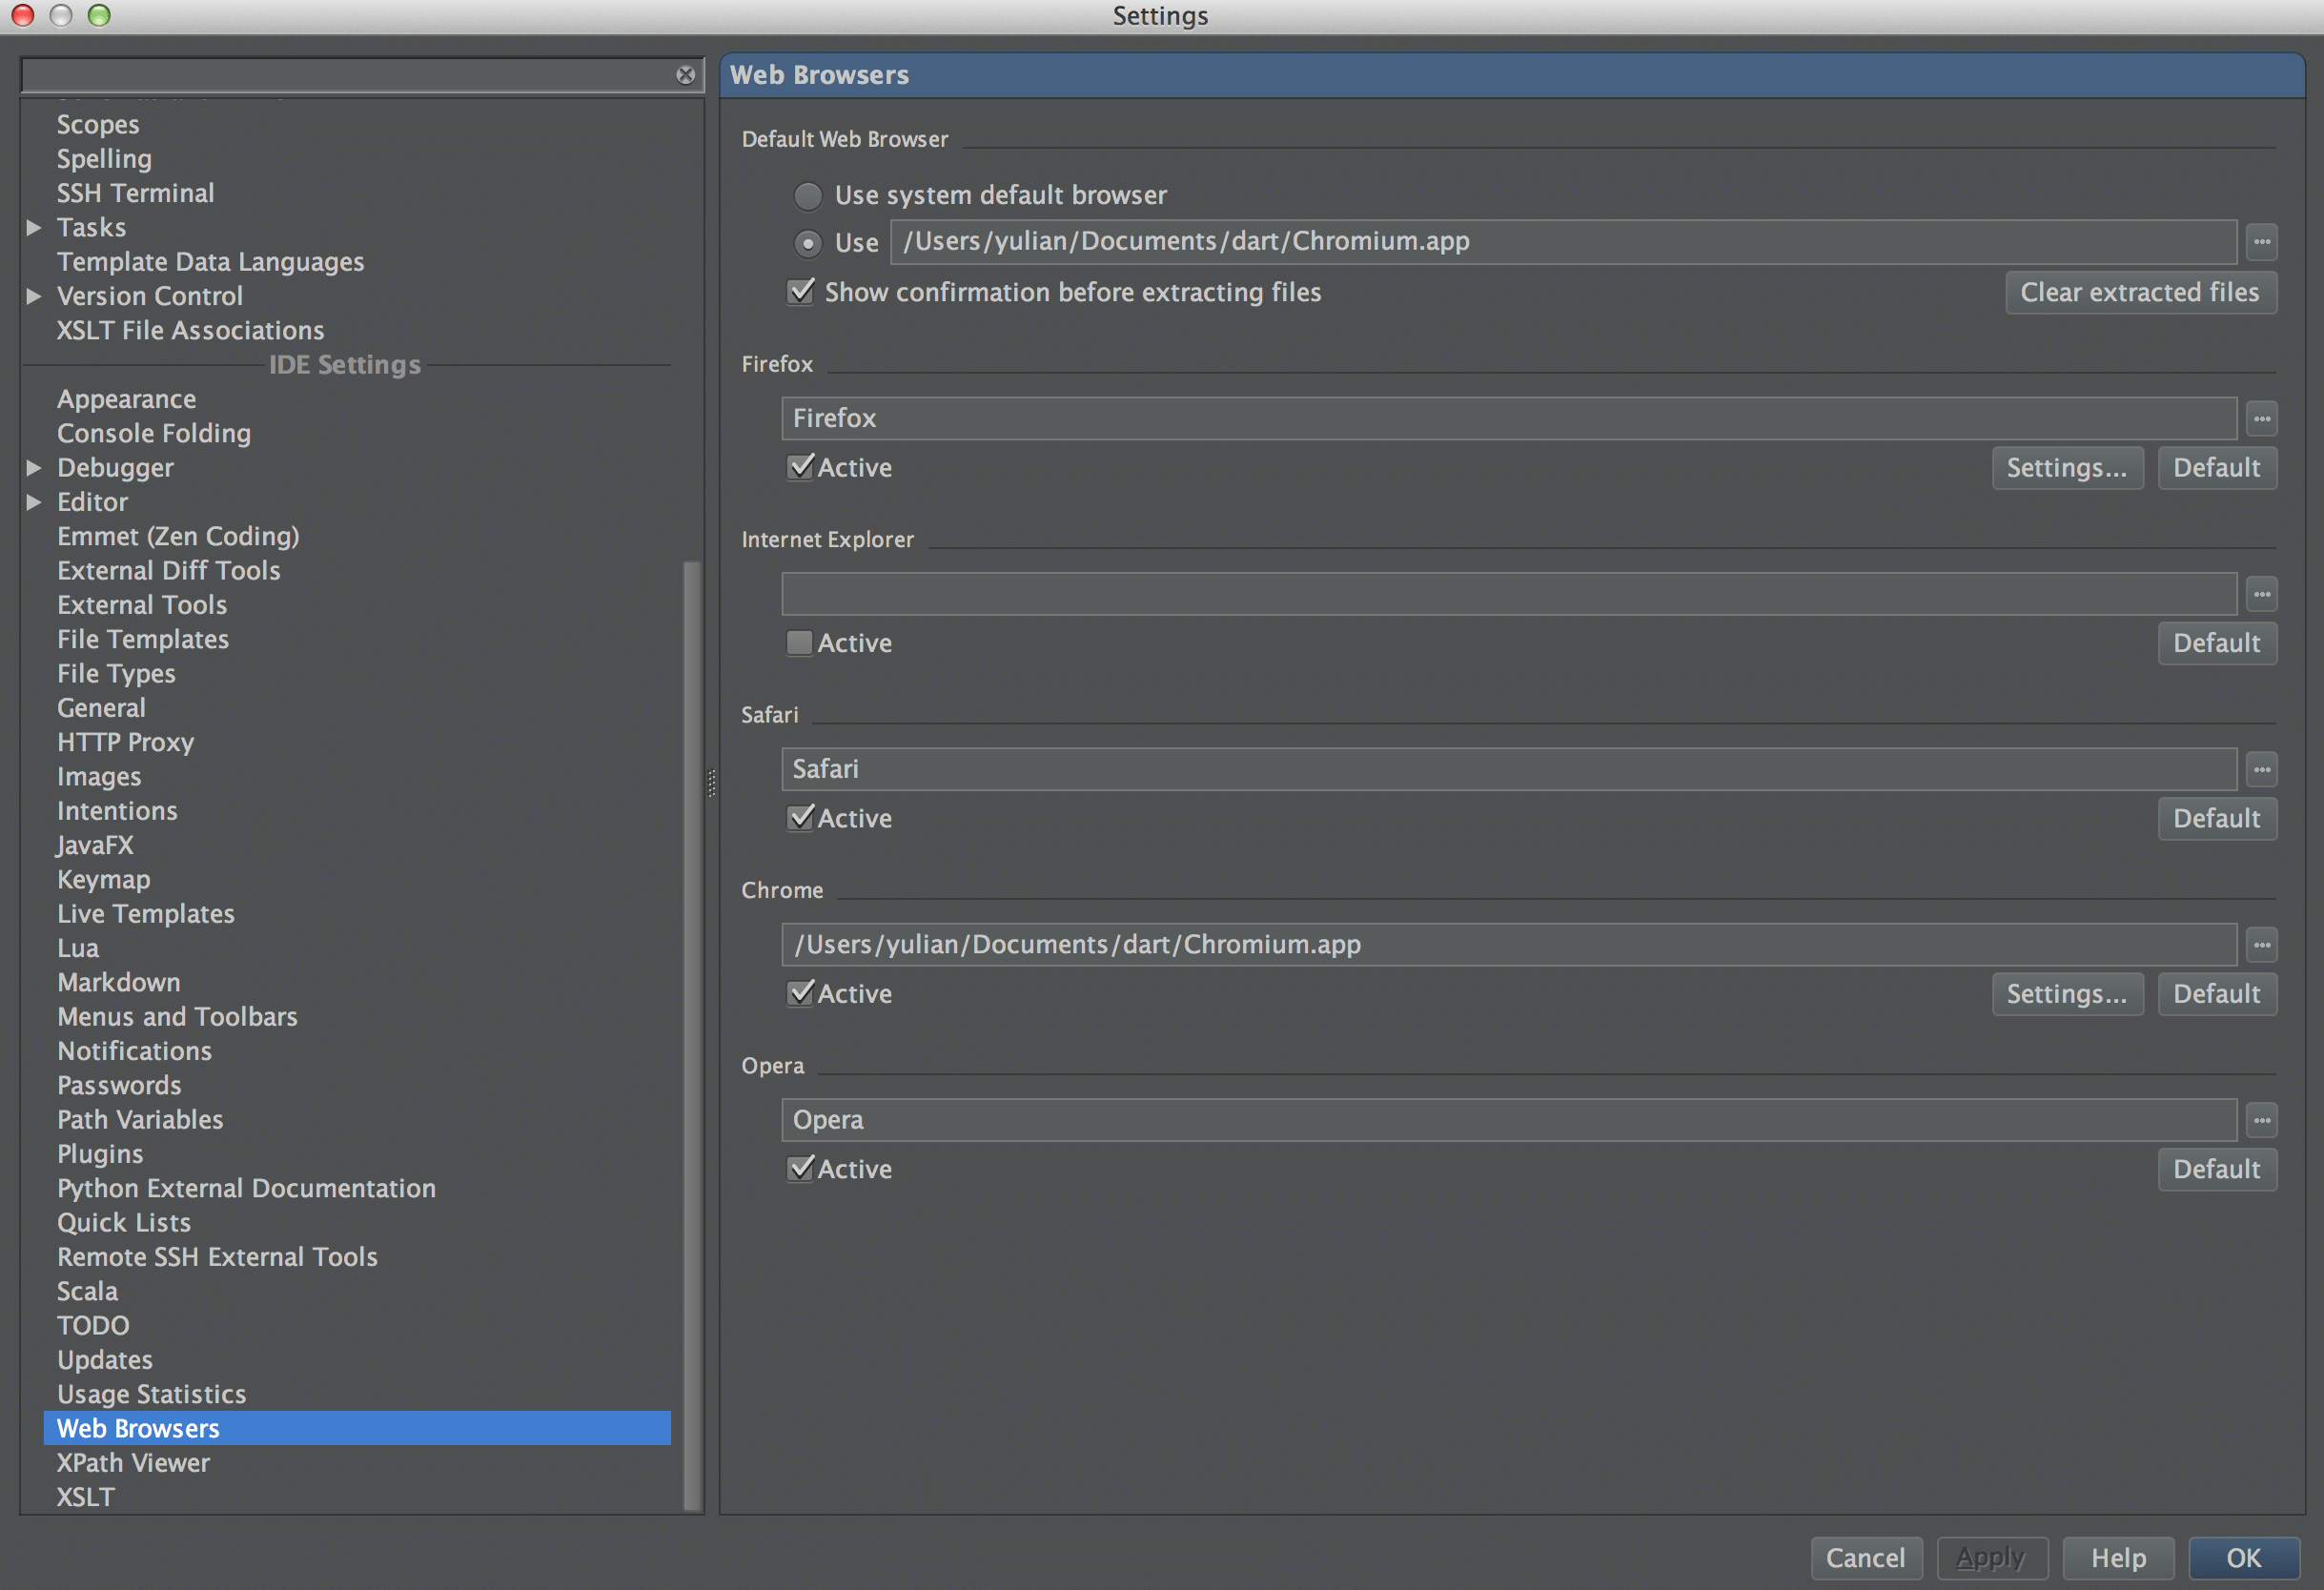 Settings
Scopes
Spelling
SSH Terminal
Tasks
Template Data Languages
Version Control
XSLT File Associations
IDE Settings
Appearance
Console Folding
Debugger
Editor
Emmet (Zen Coding)
External Diff Tools
External Tools
File Templates
File Types
General
HTTP Proxy
Images
Intentions
JavaFX
Keymap
Live Templates
Lua
Markdown
Menus and Toolbars
Notifications
Passwords
Path Variables
Plugins
Python External Documentation
Quick Lists
Remote SSH External Tools
Scala
TODO
Updates
Usage Statistics
Web Browsers
XPath Viewer
XSLT
Web Browsers
Default Web Browser
Use system default browser
Use /Users/yulian/Documents/dart/Chromium.app
Show confirmation before extracting files Clear extracted files
Firefox
Firefox
Active Settings... Default
Internet Explorer
Active Default
Safari
Safari
Active Default
Chrome
/Users/yulian/Documents/dart/Chromium.app
Active Settings... Default
Opera
Opera
Active Default
Cancel Apply Help OK